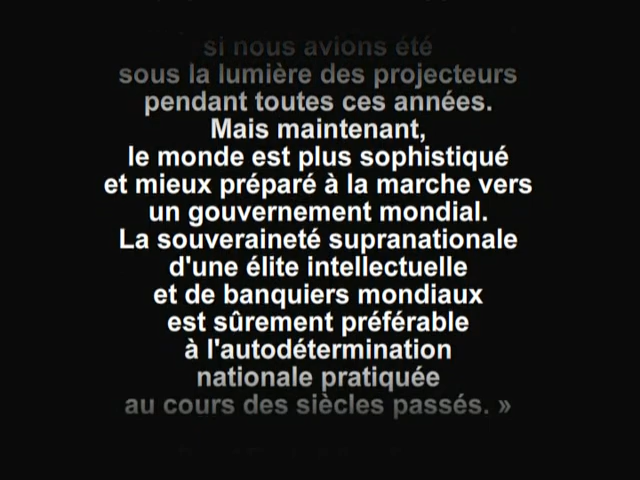 si nous avions été
sous la lumière des projecteurs
pendant toutes ces années.
Mais maintenant,
le monde est plus sophistiqué
et mieux préparé à la marche vers
un gouvernement mondial.
La souveraineté supranationale
d'une élite intellectuelle
et de banquiers mondiaux
est sûrement préférable
à l'autodétermination
nationale pratiquée
au cours des siècles passés. »